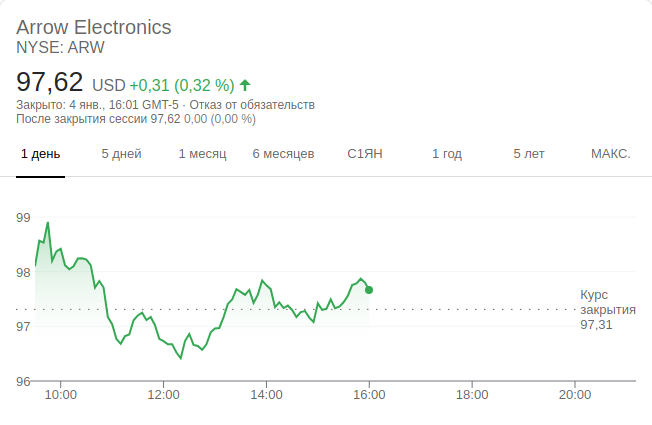 Arrow Electronics
NYSE: ARW
97,62 USD +0,31 (0,32 %)
Закрыто: 4 янв., 16:01 GMT-5 · Отказ от обязательств
После закрытия сессии 97,62 0,00 (0,00 %)
1 день 5 дней 1 месяц 6 месяцев С1ЯН 1 год 5 лет МАКС.
99
98
Курс
закрытия
97,31
97
96
10:00 12:00 14:00 16:00 18:00 20:00